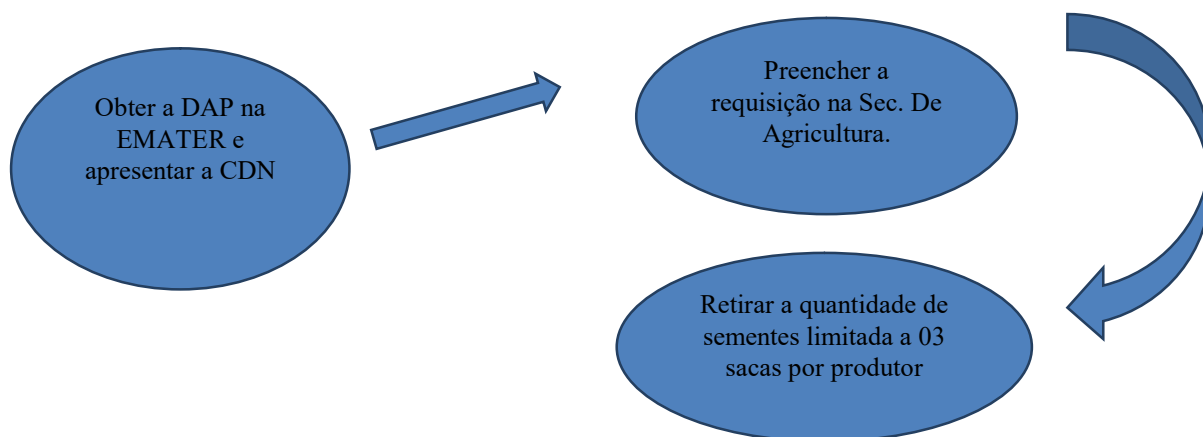 Obter a DAP na
EMATER e
apresentar a CDN
Preencher a
requisição na Sec. De
Agricultura.
Retirar a quantidade de
sementes limitada a 03
sacas por produtor